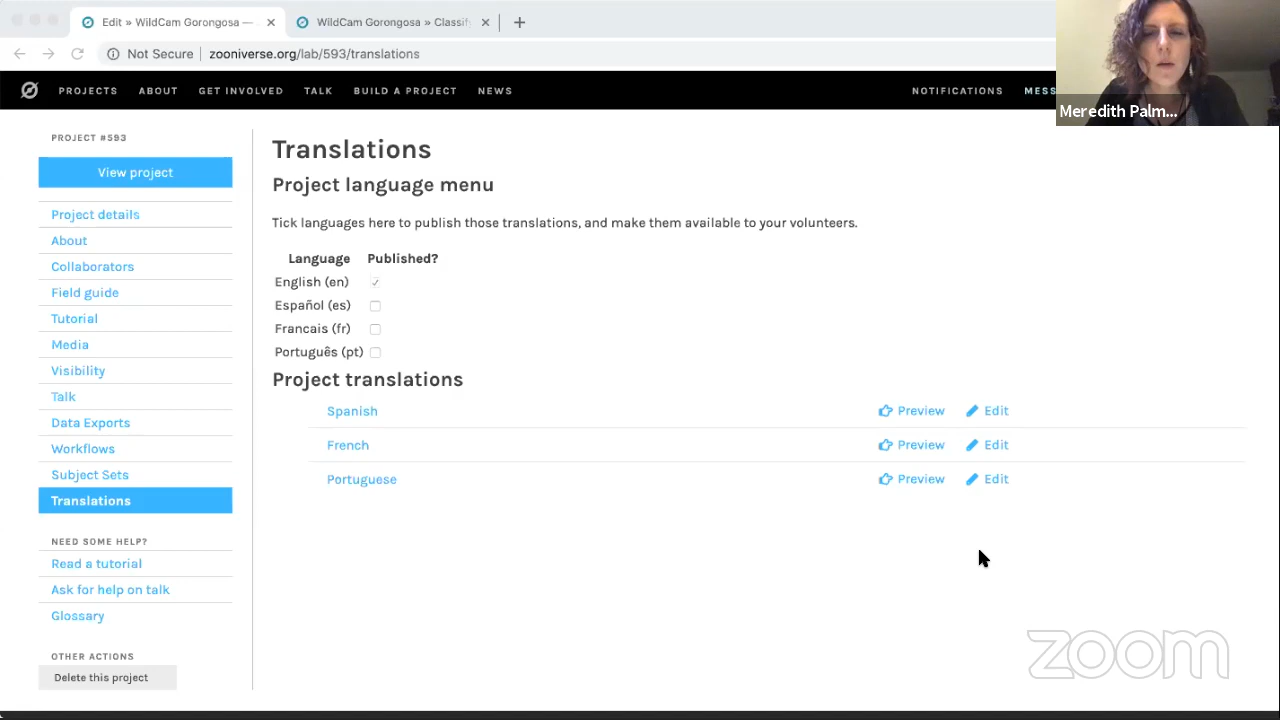 Edit » WildCam Gorongosa —
WildCam Gorongosa » Classif
Not Secure
zooniverse.org/lab/593/translations
PROJECTS ABOUT GET INVOLVED TALK BUILD A PROJECT NEWS
NOTIFICATIONS MESS
Meredith Palm...
PROJECT #593
View project
Project details
About
Collaborators
Field guide
Tutorial
Media
Visibility
Talk
Data Exports
Workflows
Subject Sets
Translations
NEED SOME HELP?
Read a tutorial
Ask for help on talk
Glossary
OTHER ACTIONS
Delete this project
Translations
Project language menu
Tick languages here to publish those translations, and make them available to your volunteers.
Language Published?
English (en)
Español (es)
Francais (fr)
Português (pt)
Project translations
Spanish Preview Edit
French Preview Edit
Portuguese Preview Edit
zoom